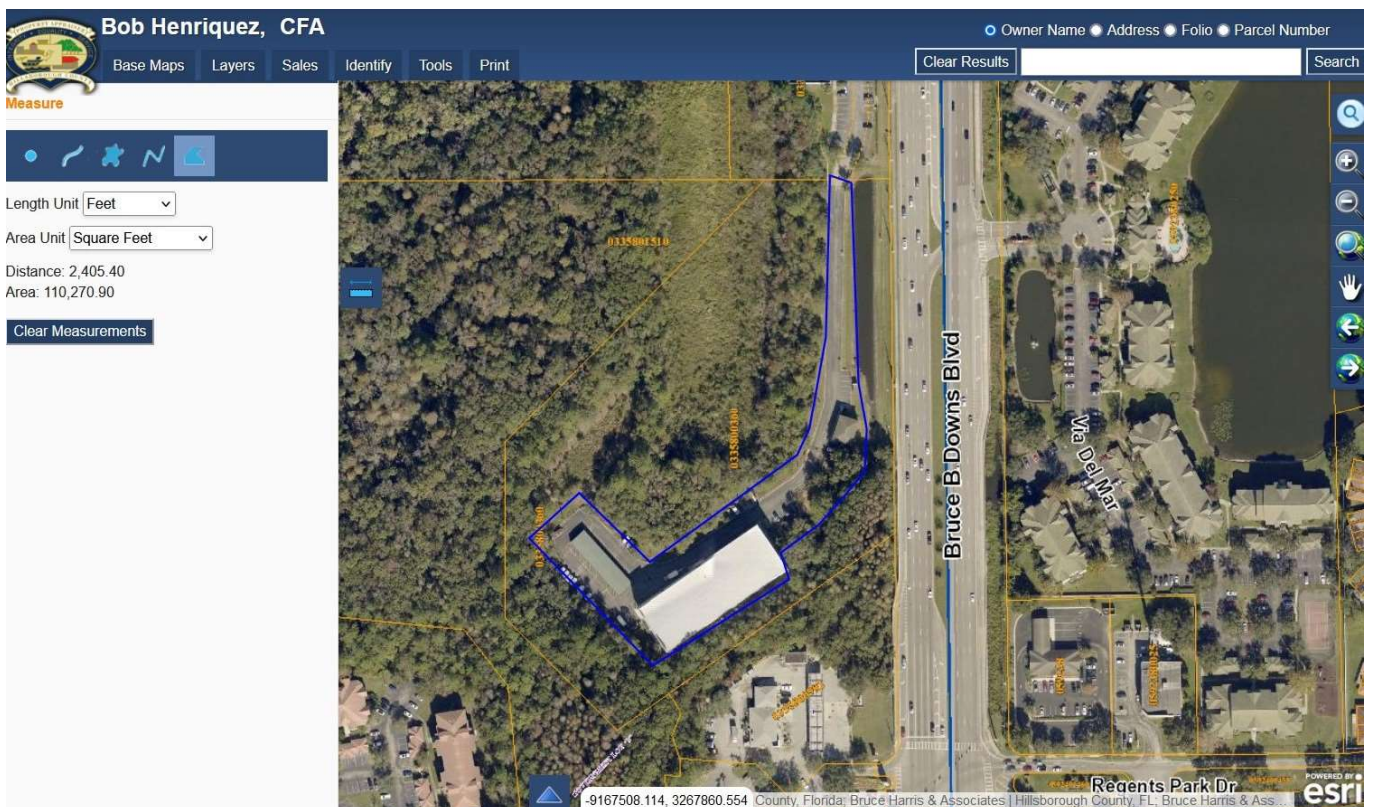 Bob Henriquez, CFA
Owner Name Address Folio Parcel Number
Base Maps Layers Sales Identify Tools Print
Clear Results Search
Measure
Length Unit Feet
Area Unit Square Feet
Distance: 2,405.40
Area: 110,270.90
Clear Measurements
0335801510
0335800360
Bruce B Downs Blvd
Via Del Mar
Regents Park Dr
-9167508.114, 3267860.554 County, Florida; Bruce Harris & Associates | Hillsborough County, FL; Bruce Harris & Ass...
POWERED BY
esri